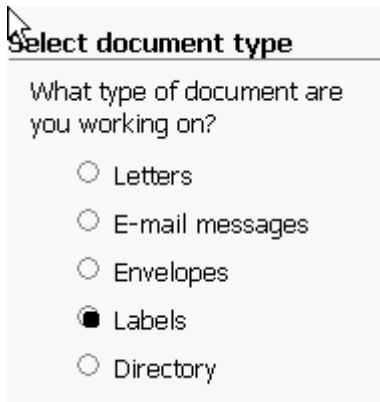 Select document type
What type of document are
you working on?
Letters
E-mail messages
Envelopes
Labels
Directory